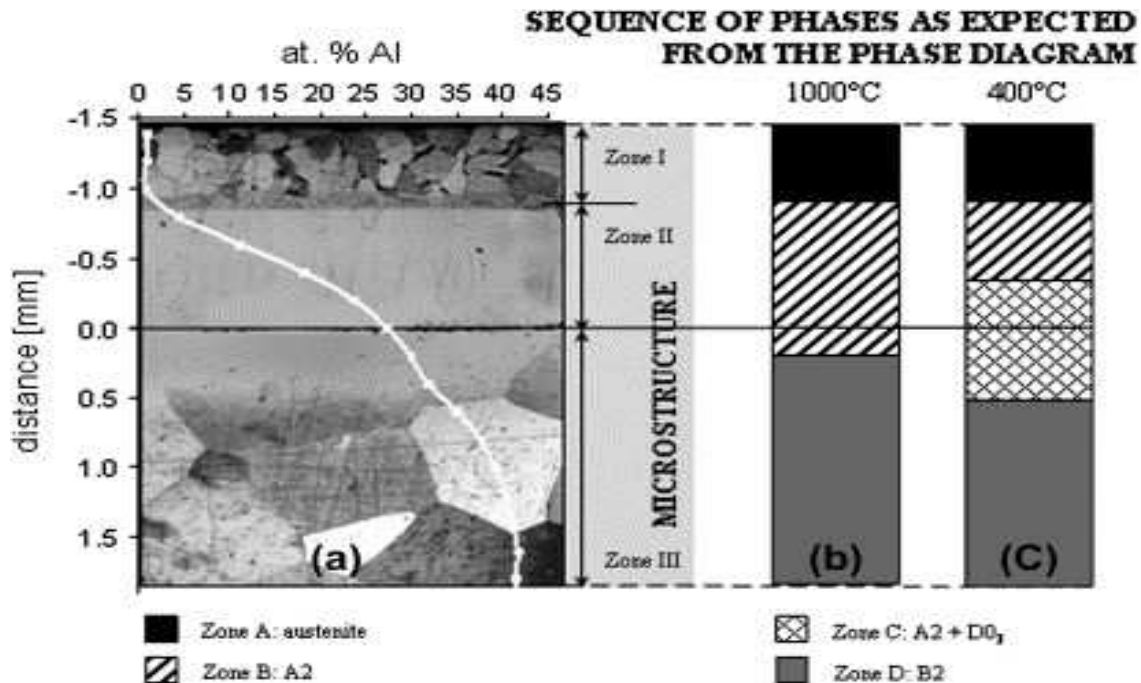 SEQUENCE OF PHASES AS EXPECTED
FROM THE PHASE DIAGRAM
at. % Al
1000°C
400°C
0 5 10 15 20 25 30 35 40 45
-1.5
-1.0
-0.5
0.0
0.5
1.0
1.5
distance [mm]
Zone I
Zone II
Zone III
MICROSTRUCTURE
(a)
(b)
(C)
Zone A: austenite
Zone B: A2
Zone C: A2 + D0₃
Zone D: B2